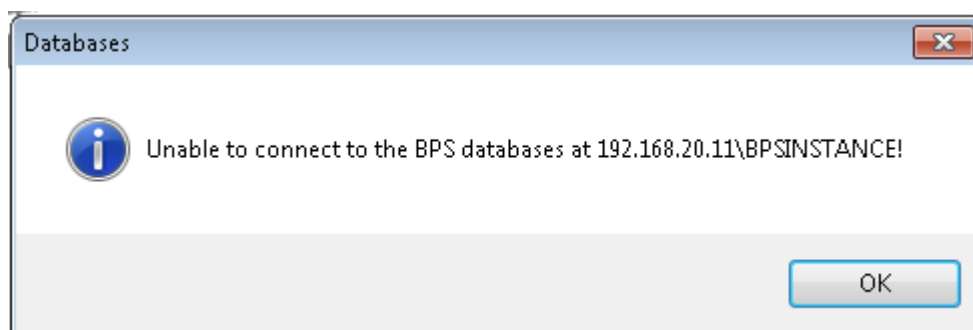 Databases
Unable to connect to the BPS databases at 192.168.20.11\BPSINSTANCE!
OK